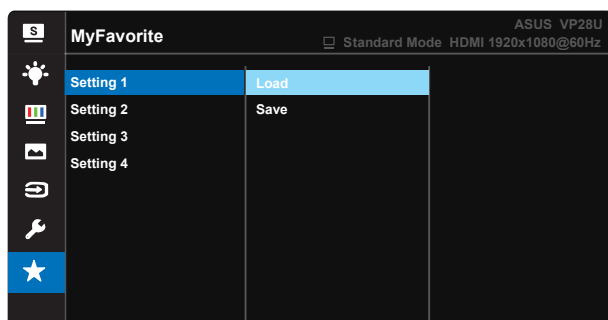 S
MyFavorite
ASUS VP28U
Standard Mode HDMI 1920x1080@60Hz
Setting 1
Load
Setting 2
Save
Setting 3
Setting 4